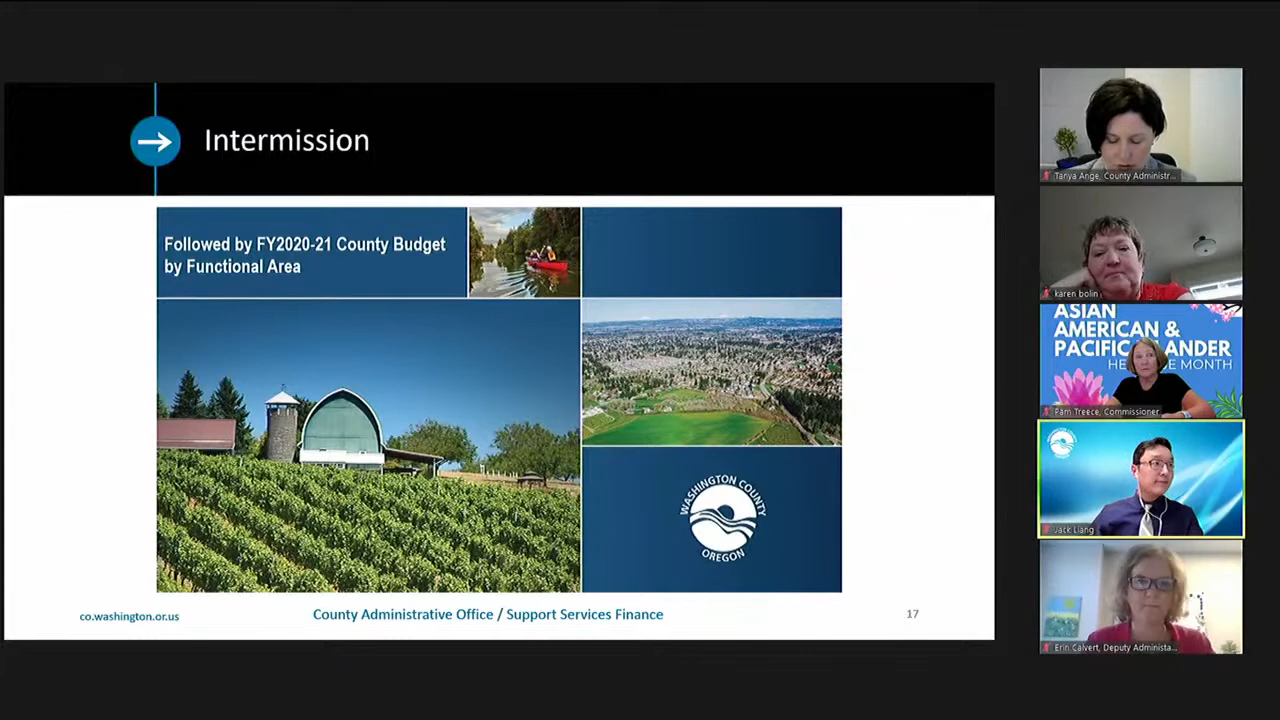 Intermission
Followed by FY2020-21 County Budget
by Functional Area
WASHINGTON COUNTY
OREGON
co.washington.or.us
County Administrative Office / Support Services Finance
17
Tanya Ange, County Administr...
karen bolin
ASIAN
AMERICAN &
PACIFIC ANDER
HE E MONTH
Pam Treece, Commissioner
Jack Liang
Erin Calvert, Deputy Administa...